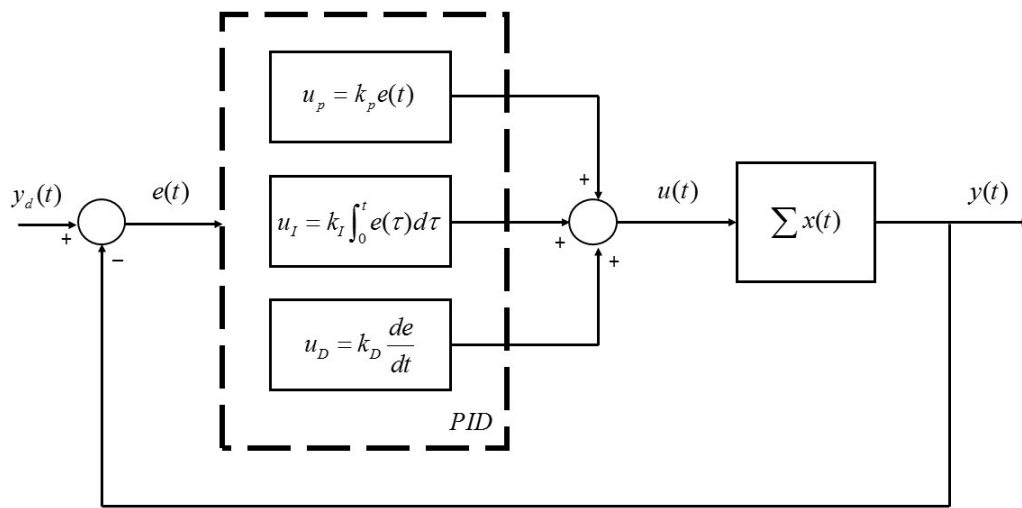 u_p = k_p e(t)
y_d(t)
e(t)
+
−
u_I = k_I ∫_0^t e(τ)dτ
+
+
+
u(t)
∑ x(t)
y(t)
u_D = k_D de/dt
PID